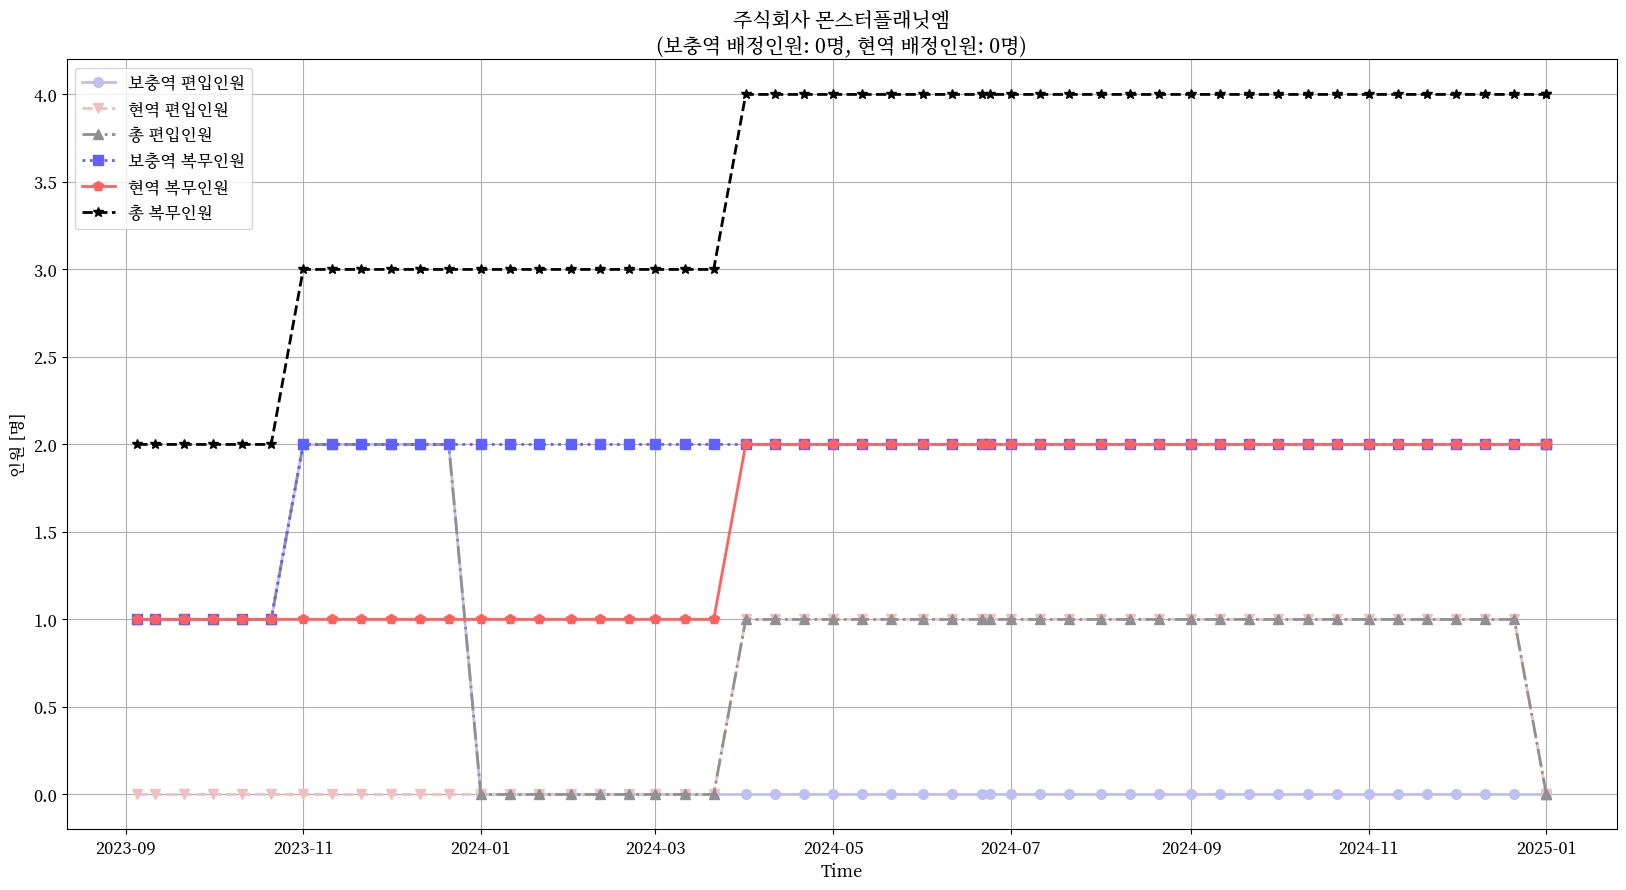 주식회사 몬스터플래닛엠
(보충역 배정인원: 0명, 현역 배정인원: 0명)
보충역 편입인원
현역 편입인원
총 편입인원
보충역 복무인원
현역 복무인원
총 복무인원
4.0
3.5
3.0
2.5
2.0
1.5
1.0
0.5
0.0
인원 [명]
2023-09
2023-11
2024-01
2024-03
2024-05
2024-07
2024-09
2024-11
2025-01
Time